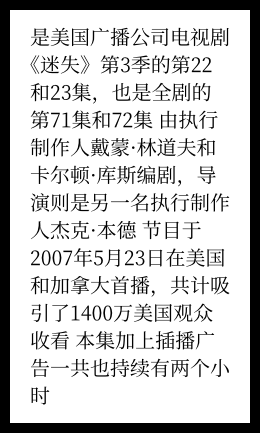 是美国广播公司电视剧
《迷失》第3季的第22
和23集，也是全剧的
第71集和72集 由执行
制作人戴蒙·林道夫和
卡尔顿·库斯编剧，导
演则是另一名执行制作
人杰克·本德 节目于
2007年5月23日在美国
和加拿大首播，共计吸
引了1400万美国观众
收看 本集加上插播广
告一共也持续有两个小
时